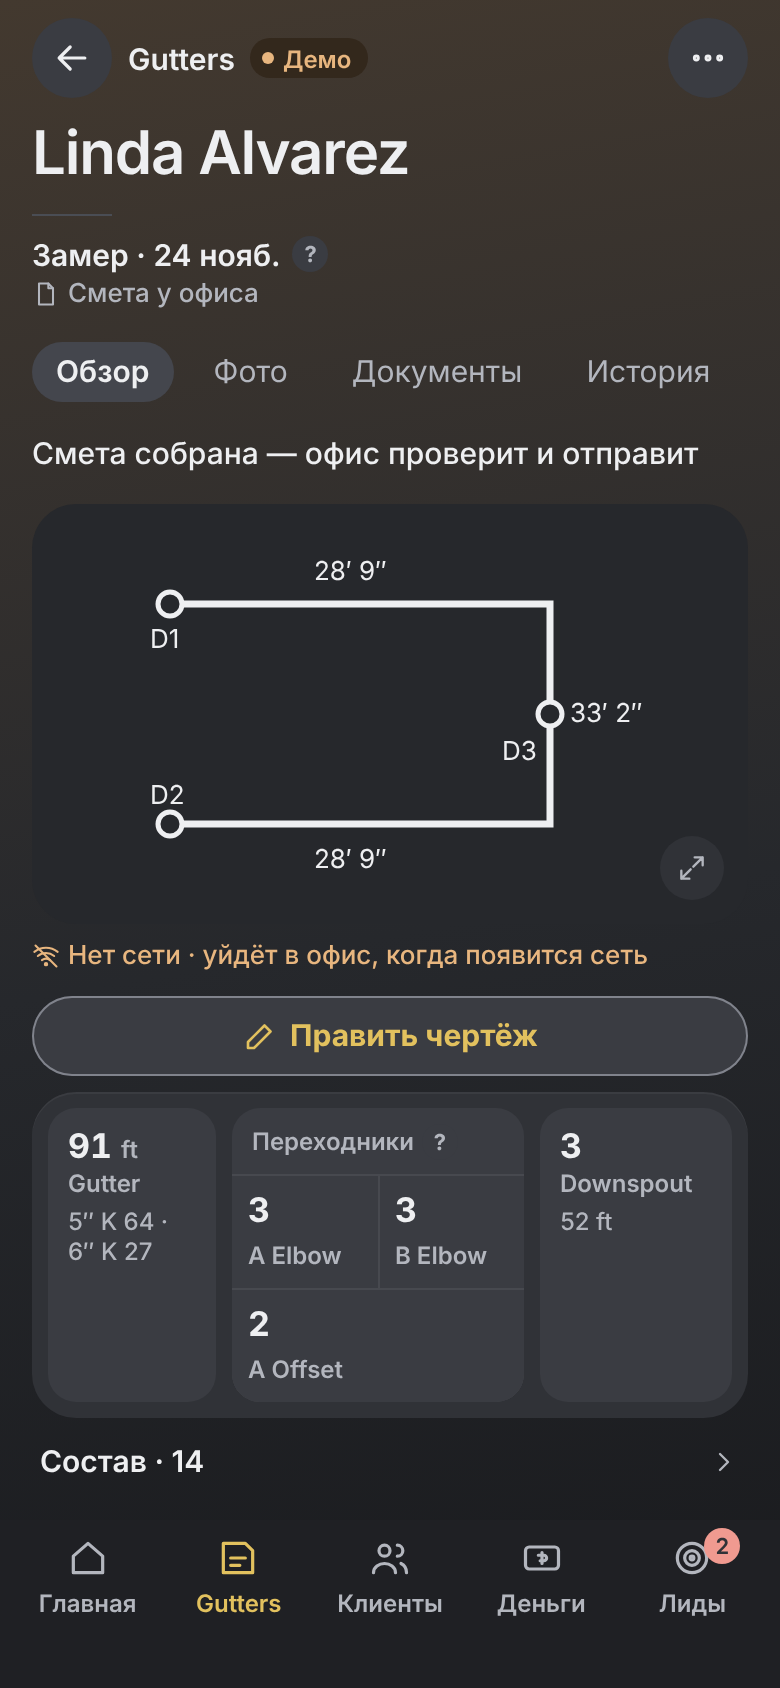 Gutters
Демо
Linda Alvarez
Замер · 24 нояб. ?
Смета у офиса
Обзор Фото Документы История
Смета собрана — офис проверит и отправит
28′ 9″
D1
33′ 2″
D3
D2
28′ 9″
Нет сети · уйдёт в офис, когда появится сеть
Править чертёж
91 ft
Gutter
5″ K 64 ·
6″ K 27
Переходники ?
3
A Elbow
3
B Elbow
2
A Offset
3
Downspout
52 ft
Состав · 14
2
Главная Gutters Клиенты Деньги Лиды